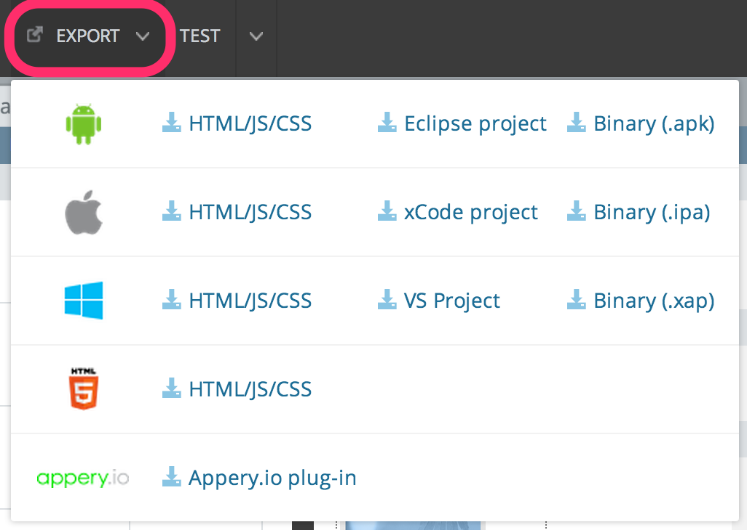 EXPORT TEST
a
HTML/JS/CSS Eclipse project Binary (.apk)
HTML/JS/CSS xCode project Binary (.ipa)
HTML/JS/CSS VS Project Binary (.xap)
HTML
5 HTML/JS/CSS
appery.io Appery.io plug-in